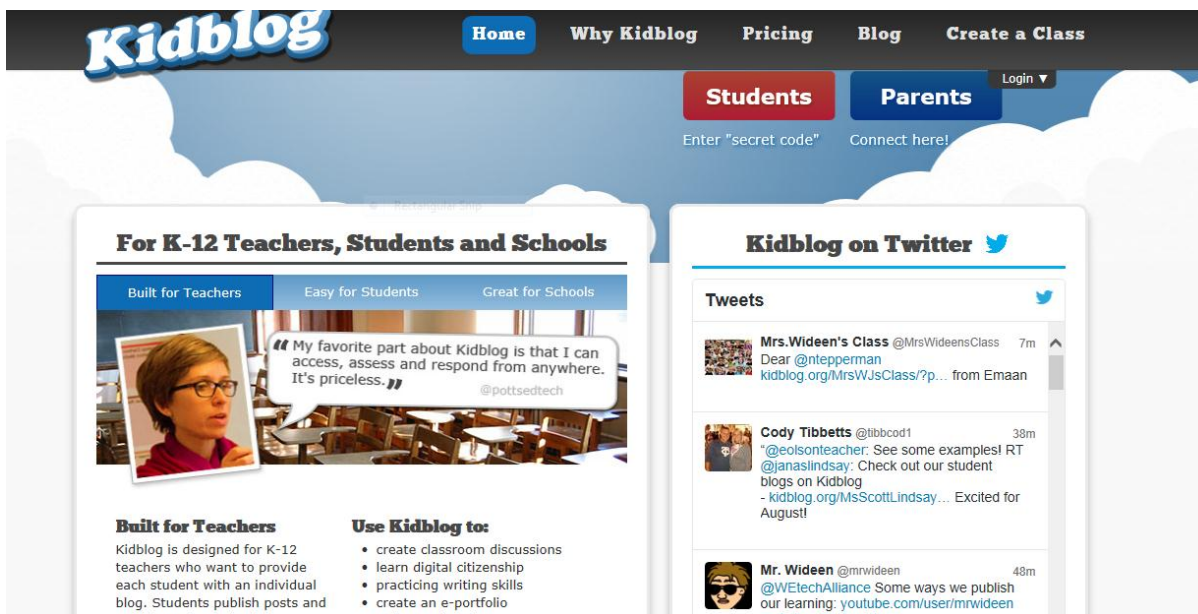 Kidblog
Home Why Kidblog Pricing Blog Create a Class
Login ▼
Students Parents
Enter "secret code" Connect here!
For K-12 Teachers, Students and Schools
Built for Teachers Easy for Students Great for Schools
“ My favorite part about Kidblog is that I can
access, assess and respond from anywhere.
It's priceless. ”
@pottsedtech
Built for Teachers
Kidblog is designed for K-12
teachers who want to provide
each student with an individual
blog. Students publish posts and
Use Kidblog to:
• create classroom discussions
• learn digital citizenship
• practicing writing skills
• create an e-portfolio
Kidblog on Twitter
Tweets
Mrs.Wideen's Class @MrsWideensClass 7m
Dear @ntepperman
kidblog.org/MrsWJsClass/?p... from Emaan
Cody Tibbetts @tibbcod1 38m
"@eolsonteacher: See some examples! RT
@janaslindsay: Check out our student
blogs on Kidblog
- kidblog.org/MsScottLindsay... Excited for
August!
Mr. Wideen @mrwideen 48m
@WEtechAlliance Some ways we publish
our learning: youtube.com/user/mrwideen